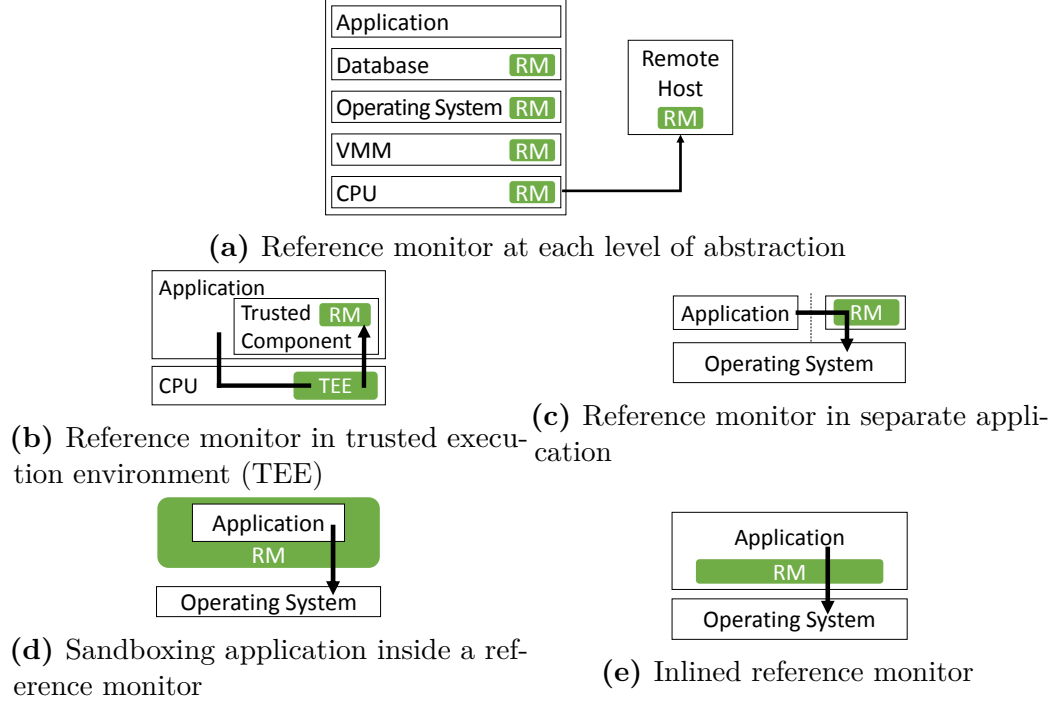 Application
Database RM
Operating System RM
VMM RM
CPU RM
Remote
Host
RM
(a) Reference monitor at each level of abstraction
Application
Trusted RM
Component
CPU TEE
(b) Reference monitor in trusted execu-
tion environment (TEE)
Application RM
Operating System
(c) Reference monitor in separate appli-
cation
Application
RM
Operating System
(d) Sandboxing application inside a ref-
erence monitor
Application
RM
Operating System
(e) Inlined reference monitor